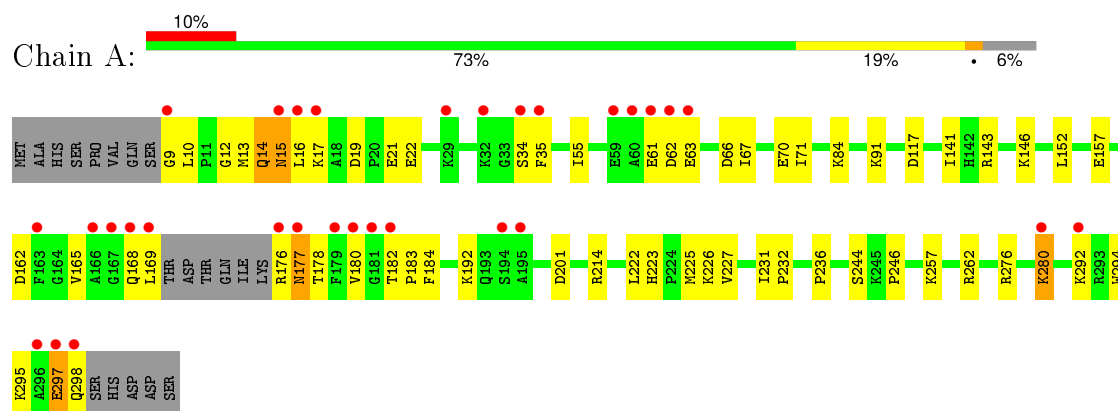 10%
Chain A:
73% 19% • 6%
MET ALA HIS SER PRO VAL GLN SER G9 L10 P11 G12 M13 Q14 N15 L16 K17 A18 D19 P20 E21 E22 K29 K32 G33 S34 F35 I55 E59 A60 E61 D62 E63 D66 I67 E70 I71 K84 K91 D117 I141 H142 R143 K146 L152 E157
D162 F163 G164 V165 A166 G167 Q168 L169 THR ASP THR GLN ILE LYS R176 N177 T178 F179 V180 G181 T182 P183 F184 K192 Q193 S194 A195 D201 R214 L222 H223 P224 M225 K226 V227 I231 P232 P236 S244 K245 P246 K257 R262 R276 K280 K292 R293 W294
K295 A296 E297 Q298 SER HIS ASP ASP SER